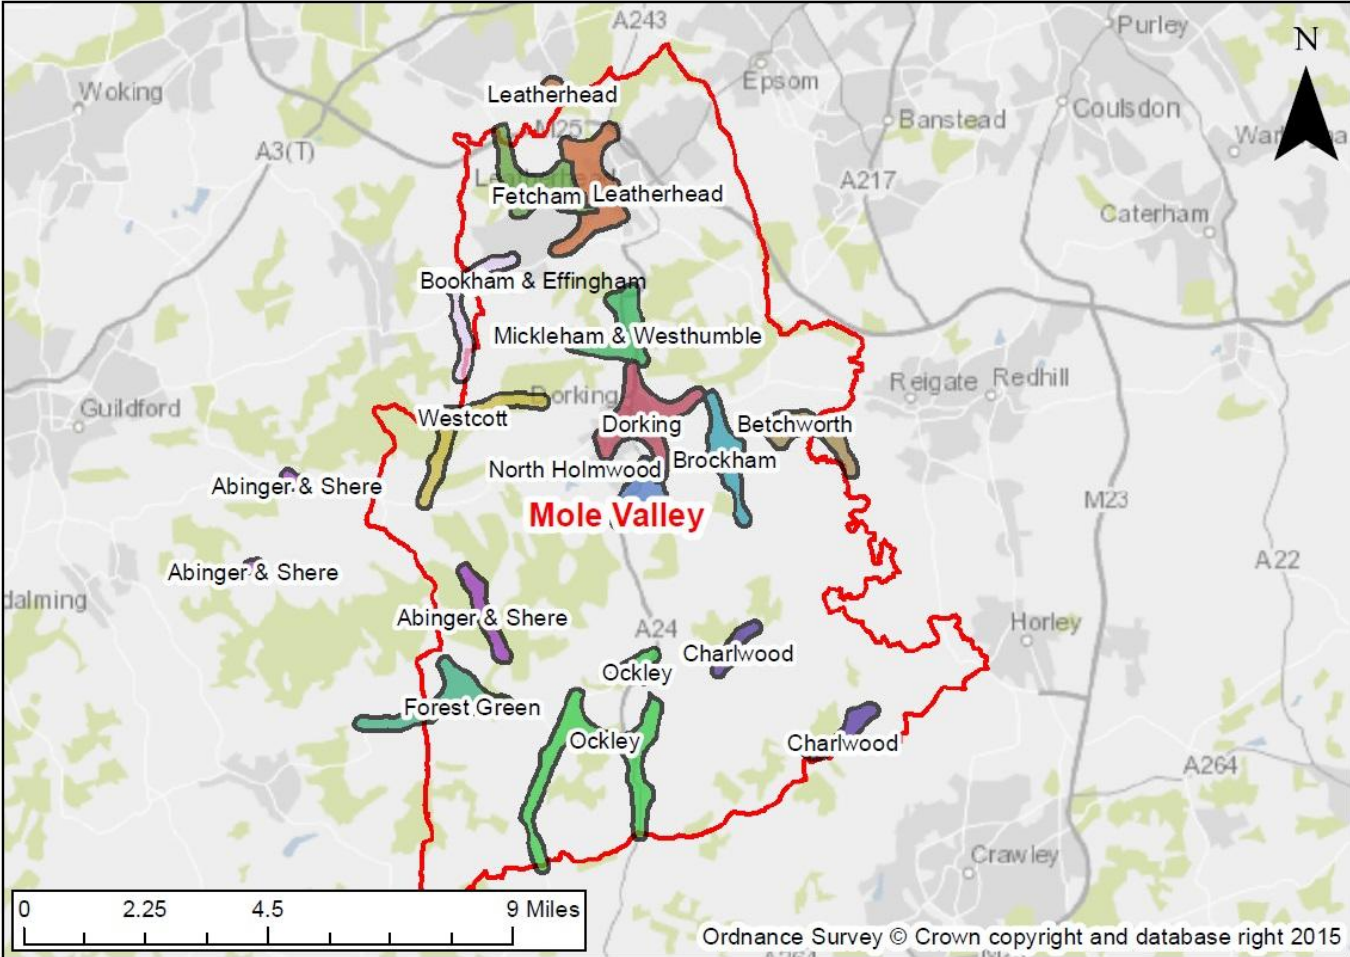 A243
Purley
N
Woking
Epsom
Leatherhead
Coulsdon
Banstead
M25
A3(T)
A217
Fetcham
Leatherhead
Caterham
Bookham & Effingham
Mickleham & Westhumble
Reigate
Redhill
Dorking
Guildford
Westcott
Dorking
Betchworth
North Holmwood
Brockham
Abinger & Shere
M23
Mole Valley
A22
Abinger & Shere
dalming
Abinger & Shere
A24
Horley
Charlwood
Ockley
Forest Green
Ockley
Charlwood
A264
Crawley
0 2.25 4.5 9 Miles
Ordnance Survey © Crown copyright and database right 2015
A264